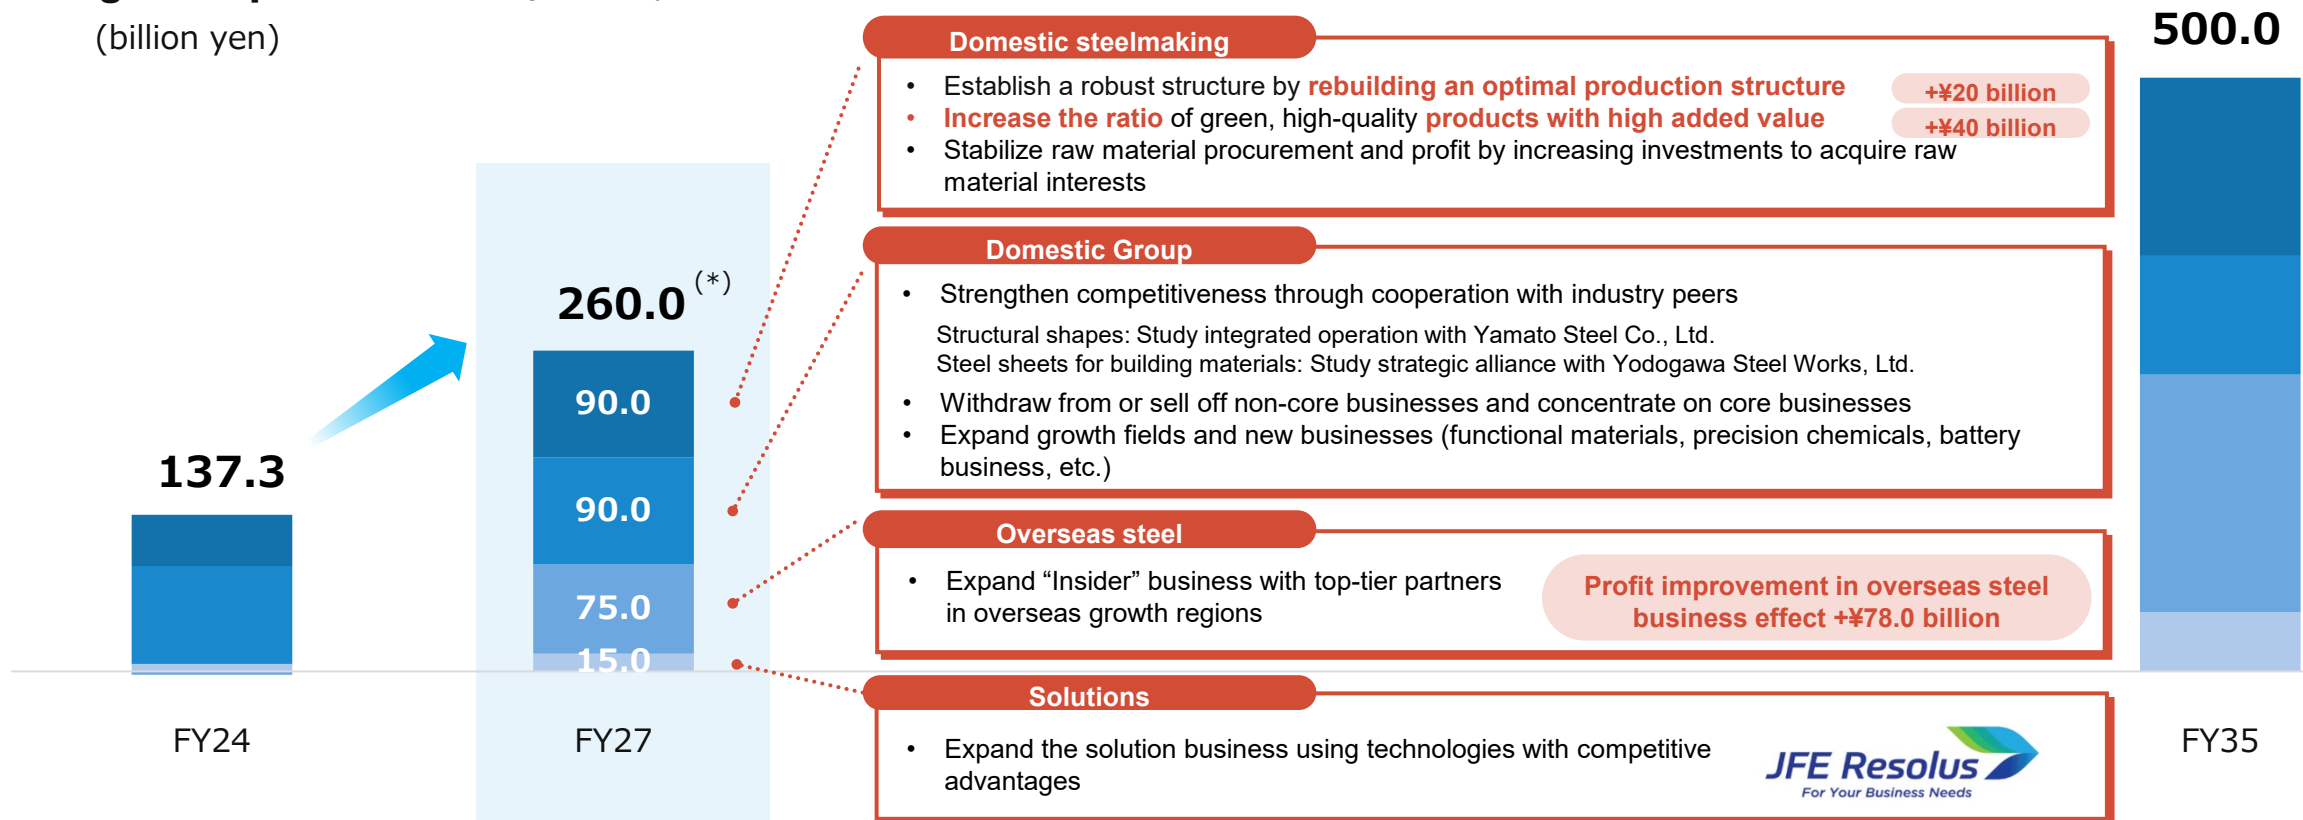 (billion yen)
137.3
FY24
260.0 (*)
90.0
90.0
75.0
15.0
FY27
Domestic steelmaking
• Establish a robust structure by rebuilding an optimal production structure
+¥20 billion
• Increase the ratio of green, high-quality products with high added value
+¥40 billion
• Stabilize raw material procurement and profit by increasing investments to acquire raw
material interests
Domestic Group
• Strengthen competitiveness through cooperation with industry peers
Structural shapes: Study integrated operation with Yamato Steel Co., Ltd.
Steel sheets for building materials: Study strategic alliance with Yodogawa Steel Works, Ltd.
• Withdraw from or sell off non-core businesses and concentrate on core businesses
• Expand growth fields and new businesses (functional materials, precision chemicals, battery
business, etc.)
Overseas steel
• Expand “Insider” business with top-tier partners
in overseas growth regions
Profit improvement in overseas steel
business effect +¥78.0 billion
Solutions
• Expand the solution business using technologies with competitive
advantages
JFE Resolus
For Your Business Needs
500.0
FY35